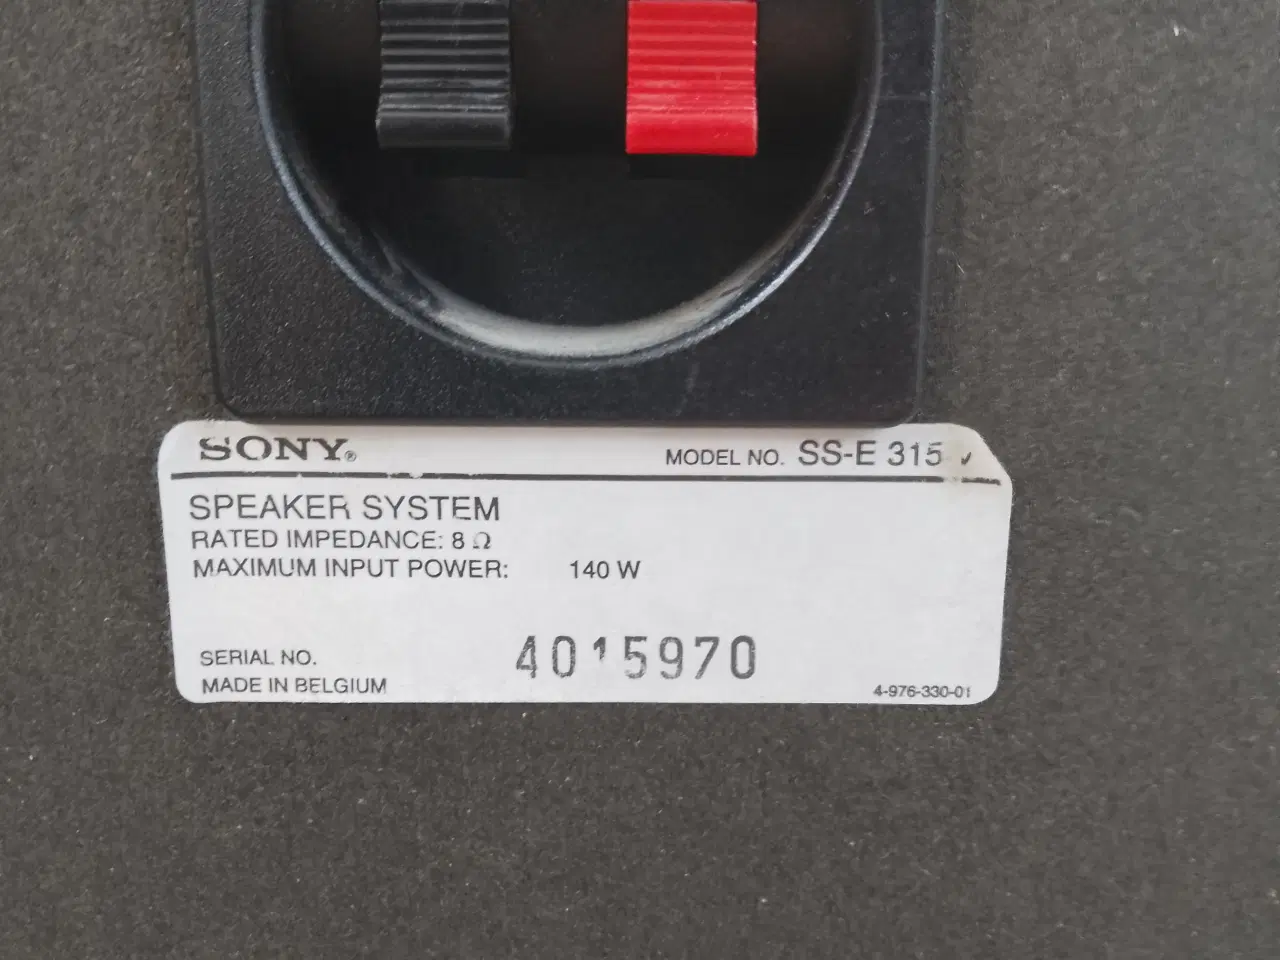 SONY®
MODEL NO. SS-E 315
SPEAKER SYSTEM
RATED IMPEDANCE: 8 Ω
MAXIMUM INPUT POWER: 140 W
SERIAL NO. 4015970
MADE IN BELGIUM
4-976-330-01